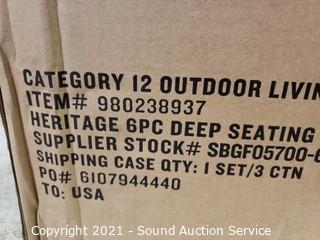 CATEGORY 12 OUTDOOR LIVIN
ITEM# 980238937
HERITAGE 6PC DEEP SEATING
SUPPLIER STOCK# SBGF05700-6
SHIPPING CASE QTY: 1 SET/3 CTN
PO# 6107944440
TO: USA
Copyright 2021 - Sound Auction Service